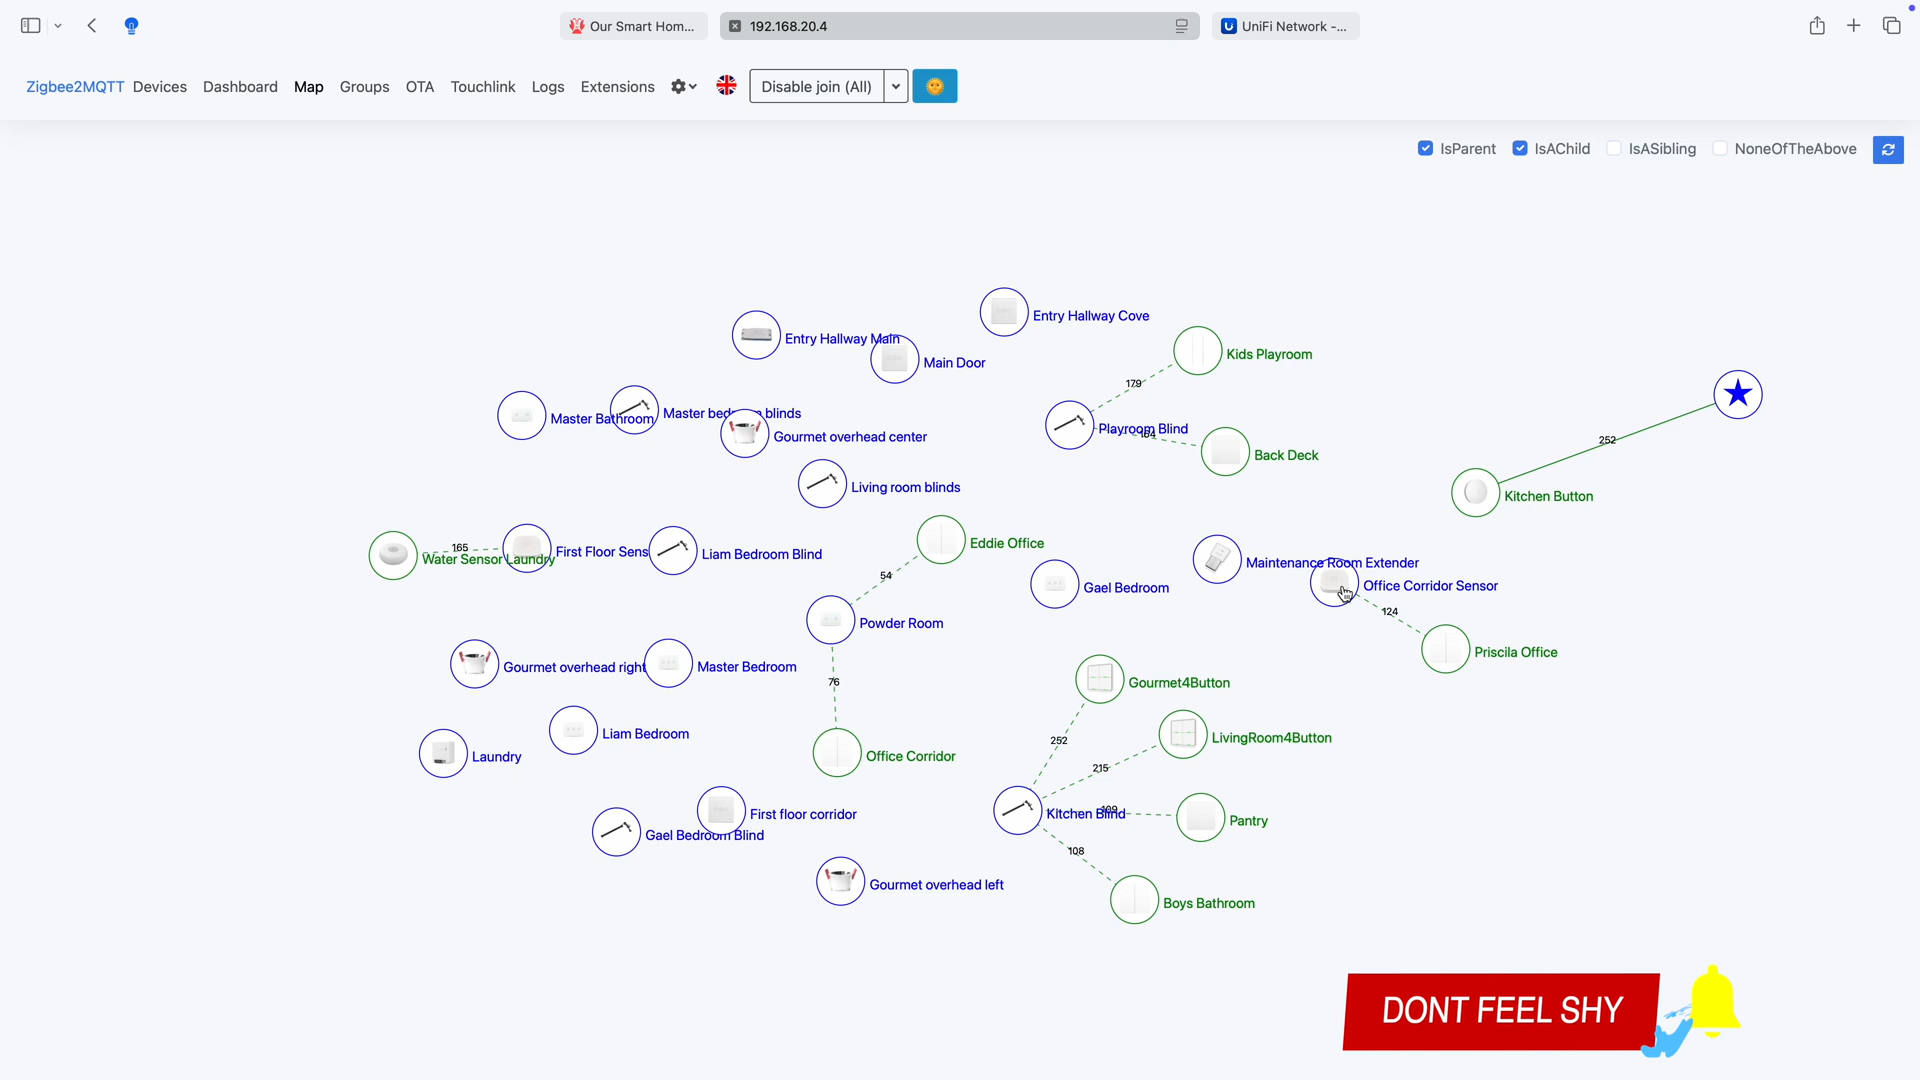 Our Smart Hom...
192.168.20.4
UniFi Network -...
Zigbee2MQTT Devices Dashboard Map Groups OTA Touchlink Logs Extensions Disable join (All)
IsParent IsAChild IsASibling NoneOfTheAbove
Entry Hallway Cove
Entry Hallway Main
Main Door
Kids Playroom
179
Master Bathroom
Master bedroom blinds
Gourmet overhead center
Playroom Blind
Back Deck
252
Living room blinds
Kitchen Button
Eddie Office
165
Water Sensor Laundry
First Floor Sens
Liam Bedroom Blind
54
Gael Bedroom
Maintenance Room Extender
Office Corridor Sensor
124
Powder Room
Priscila Office
Gourmet overhead right
Master Bedroom
76
Gourmet4Button
Liam Bedroom
252
LivingRoom4Button
Laundry
Office Corridor
215
First floor corridor
Kitchen Blind
109
Pantry
Gael Bedroom Blind
108
Gourmet overhead left
Boys Bathroom
DONT FEEL SHY